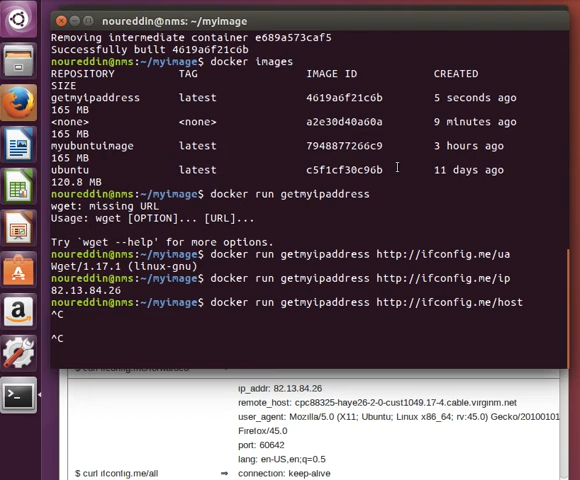 noureddin@nms: ~/myimage
Removing intermediate container e689a573caf5
Successfully built 4619a6f21c6b
noureddin@nms:~/myimage$ docker images
REPOSITORY TAG IMAGE ID CREATED
SIZE
getmyipaddress latest 4619a6f21c6b 5 seconds ago
165 MB
<none> <none> a2e30d40a60a 9 minutes ago
165 MB
myubuntuimage latest 7948877266c9 3 hours ago
165 MB
ubuntu latest c5f1cf30c96b 11 days ago
120.8 MB
noureddin@nms:~/myimage$ docker run getmyipaddress
wget: missing URL
Usage: wget [OPTION]... [URL]...
Try `wget --help' for more options.
noureddin@nms:~/myimage$ docker run getmyipaddress http://ifconfig.me/ua
Wget/1.17.1 (linux-gnu)
noureddin@nms:~/myimage$ docker run getmyipaddress http://ifconfig.me/ip
82.13.84.26
noureddin@nms:~/myimage$ docker run getmyipaddress http://ifconfig.me/host
^C
^C
$ curl ifconfig.me/forwarded
ip_addr: 82.13.84.26
remote_host: cpc88325-haye26-2-0-cust1049.17-4.cable.virginm.net
user_agent: Mozilla/5.0 (X11; Ubuntu; Linux x86_64; rv:45.0) Gecko/20100101
Firefox/45.0
port: 60642
lang: en-US,en;q=0.5
$ curl ifconfig.me/all ⇒ connection: keep-alive